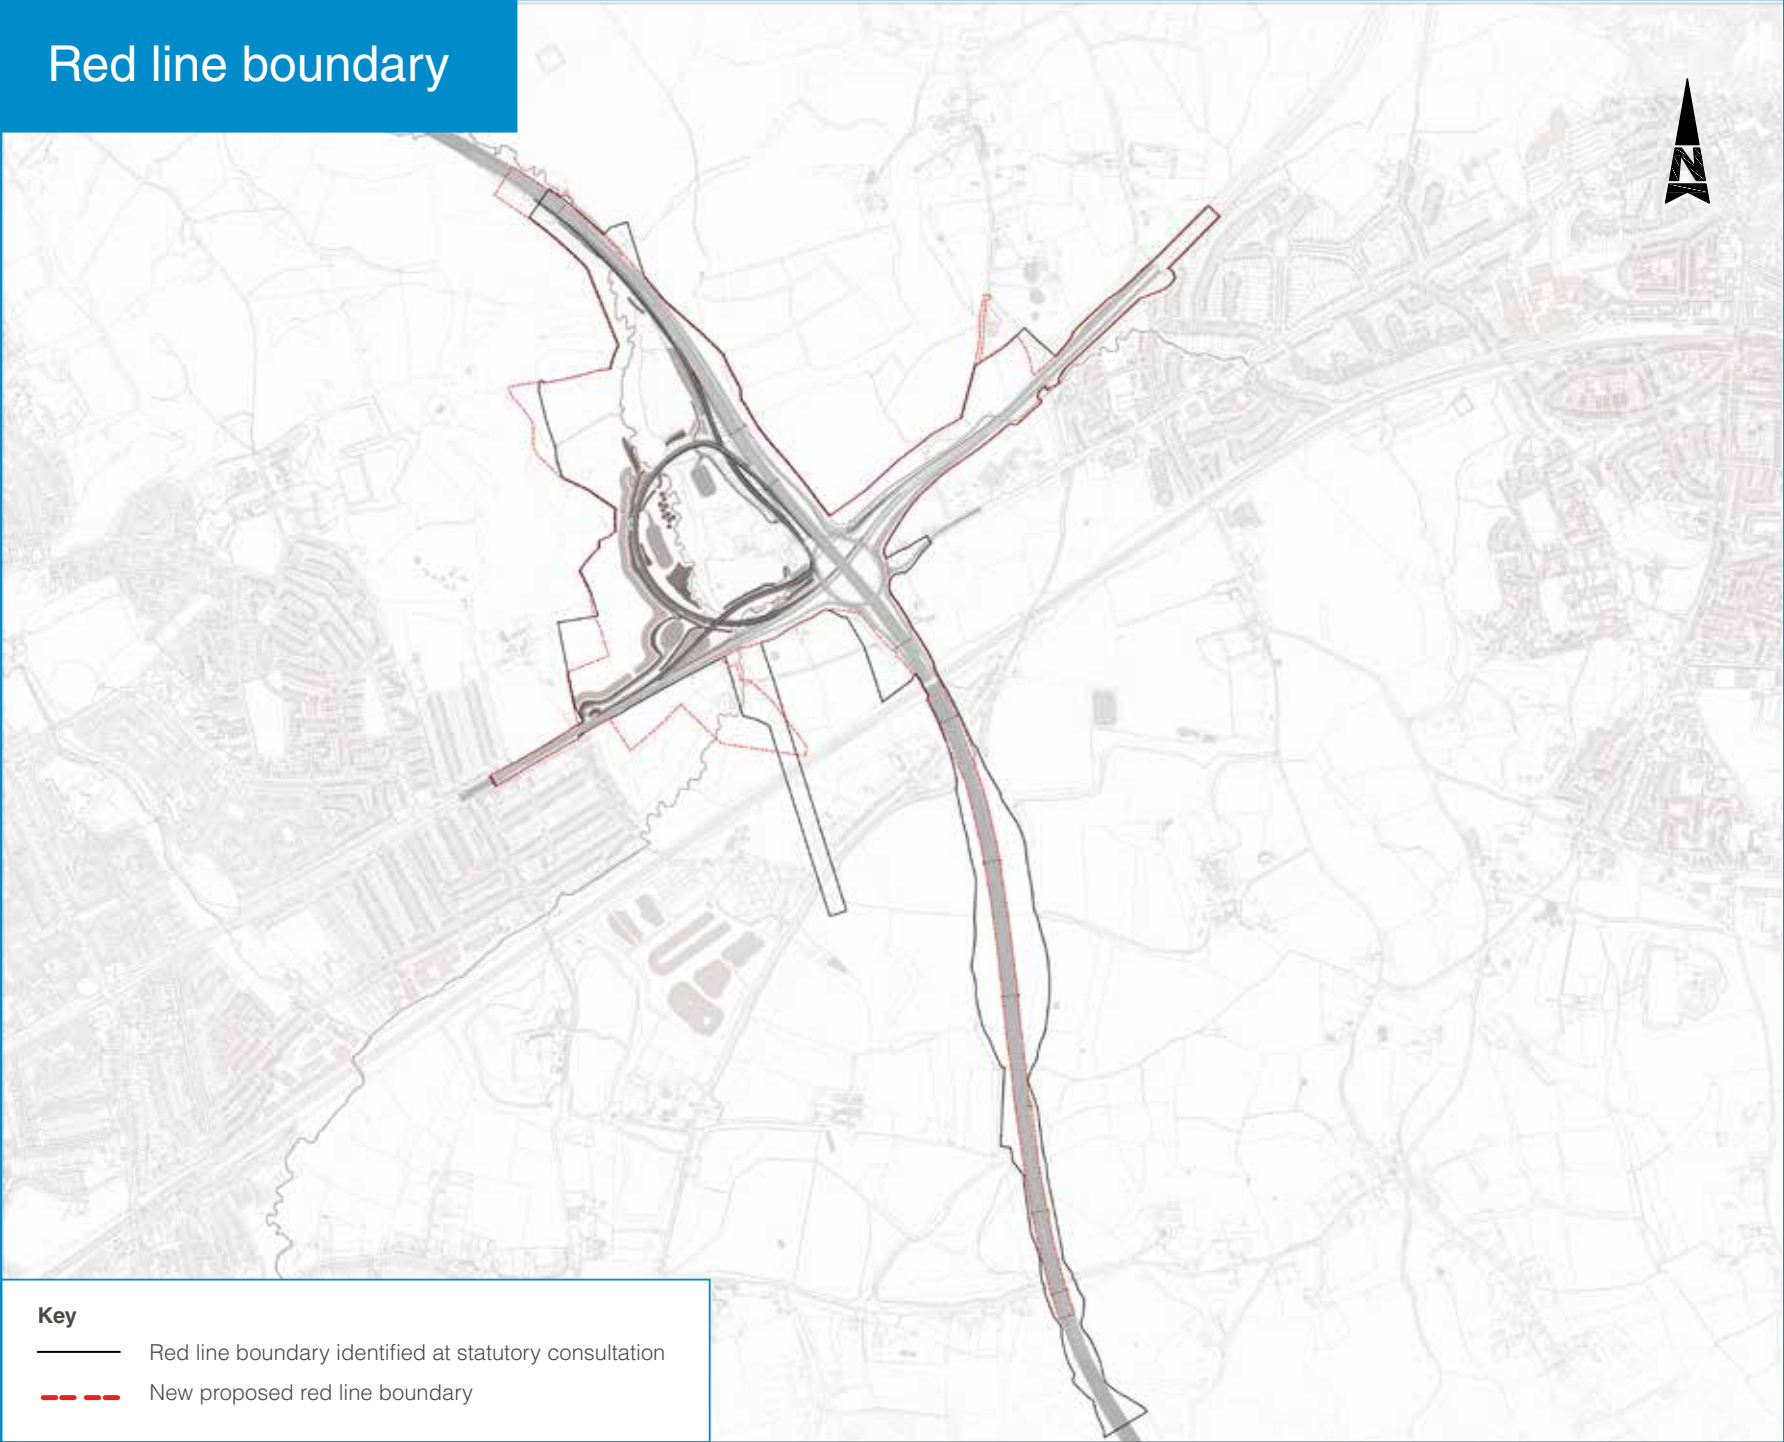 Red line boundary
N
Key
Red line boundary identified at statutory consultation
New proposed red line boundary